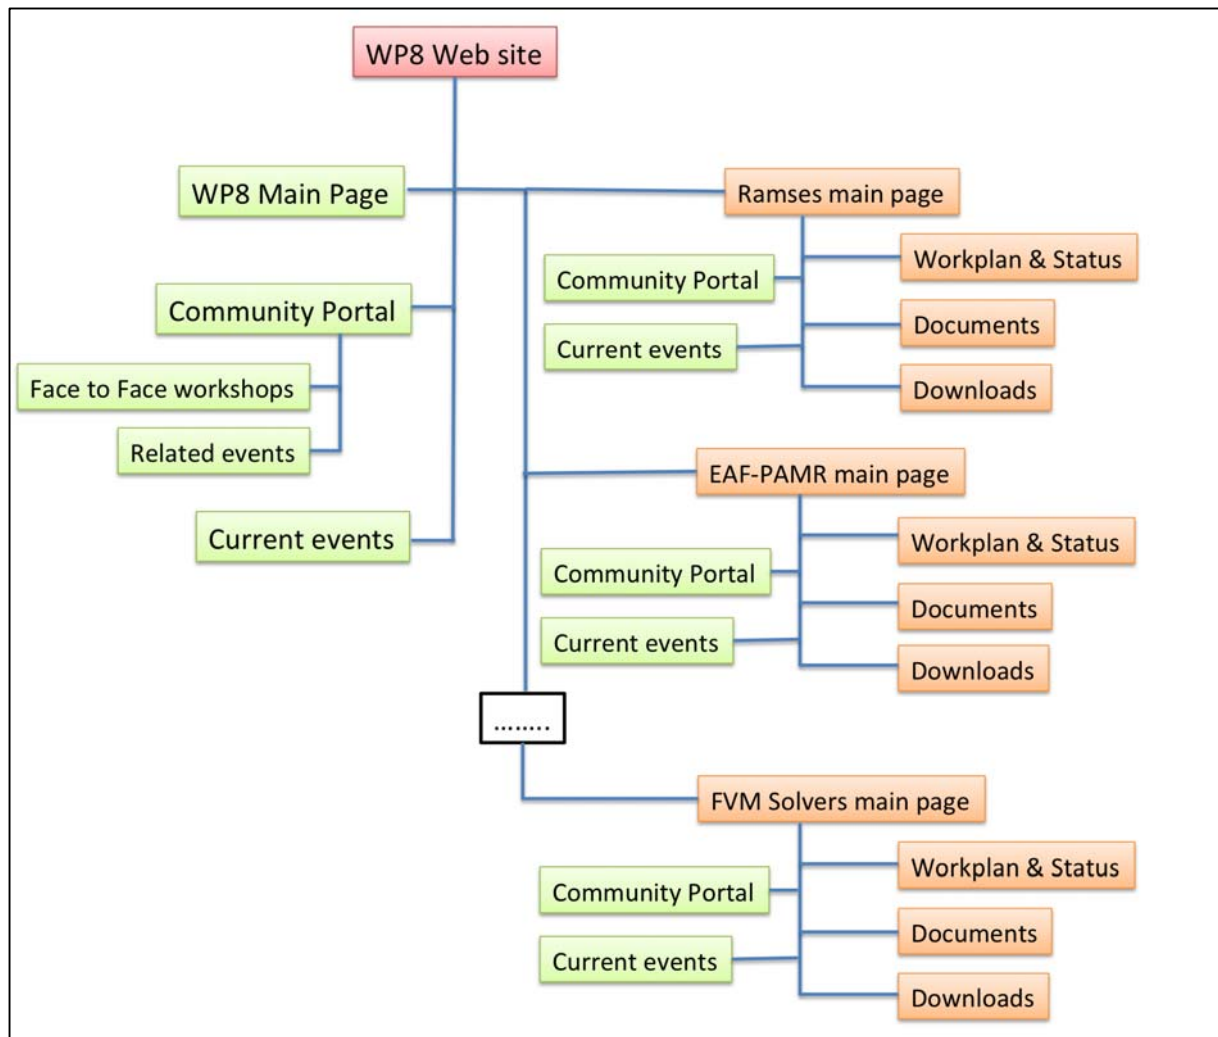 WP8 Web site
WP8 Main Page
Community Portal
Face to Face workshops
Related events
Current events
Ramses main page
Community Portal
Current events
Workplan & Status
Documents
Downloads
EAF-PAMR main page
Community Portal
Current events
Workplan & Status
Documents
Downloads
........
FVM Solvers main page
Community Portal
Current events
Workplan & Status
Documents
Downloads